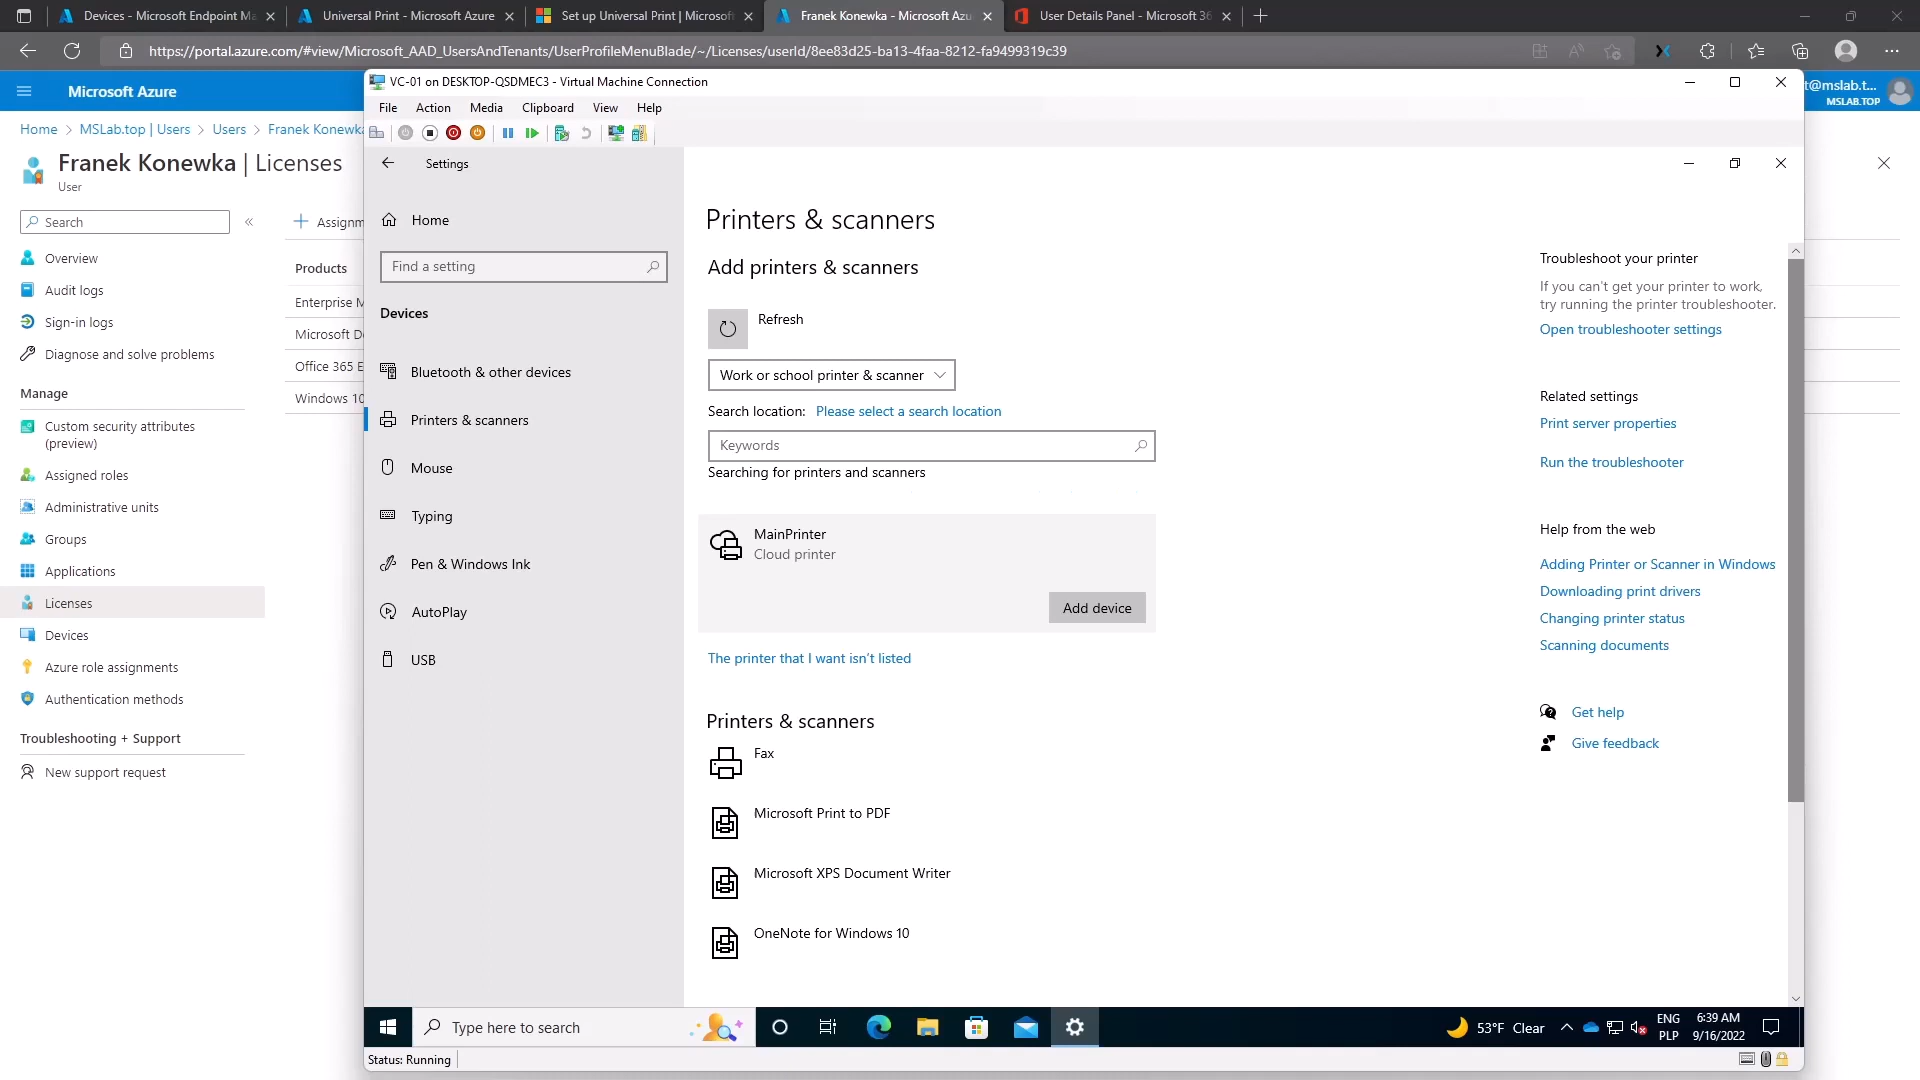 Devices - Microsoft Endpoint Ma
Universal Print - Microsoft Azure
Set up Universal Print | Microsoft
Franek Konewka - Microsoft Azu
User Details Panel - Microsoft 36
https://portal.azure.com/#view/Microsoft_AAD_UsersAndTenants/UserProfileMenuBlade/~/Licenses/userId/8ee83d25-ba13-4faa-8212-fa9499319c39
Microsoft Azure
t@mslab.t...
MSLAB.TOP
Home > MSLab.top | Users > Users > Franek Konewka
Franek Konewka | Licenses
User
Search
«
Assignm
Overview
Audit logs
Sign-in logs
Diagnose and solve problems
Manage
Custom security attributes
(preview)
Assigned roles
Administrative units
Groups
Applications
Licenses
Devices
Azure role assignments
Authentication methods
Troubleshooting + Support
New support request
Products
Enterprise M
Microsoft De
Office 365 E
Windows 10
VC-01 on DESKTOP-QSDMEC3 - Virtual Machine Connection
File Action Media Clipboard View Help
Settings
Home
Find a setting
Devices
Bluetooth & other devices
Printers & scanners
Mouse
Typing
Pen & Windows Ink
AutoPlay
USB
Printers & scanners
Add printers & scanners
Refresh
Work or school printer & scanner
Search location: Please select a search location
Keywords
Searching for printers and scanners
MainPrinter
Cloud printer
Add device
The printer that I want isn't listed
Printers & scanners
Fax
Microsoft Print to PDF
Microsoft XPS Document Writer
OneNote for Windows 10
Troubleshoot your printer
If you can't get your printer to work,
try running the printer troubleshooter.
Open troubleshooter settings
Related settings
Print server properties
Run the troubleshooter
Help from the web
Adding Printer or Scanner in Windows
Downloading print drivers
Changing printer status
Scanning documents
Get help
Give feedback
Type here to search
53°F Clear
ENG
PLP
6:39 AM
9/16/2022
Status: Running